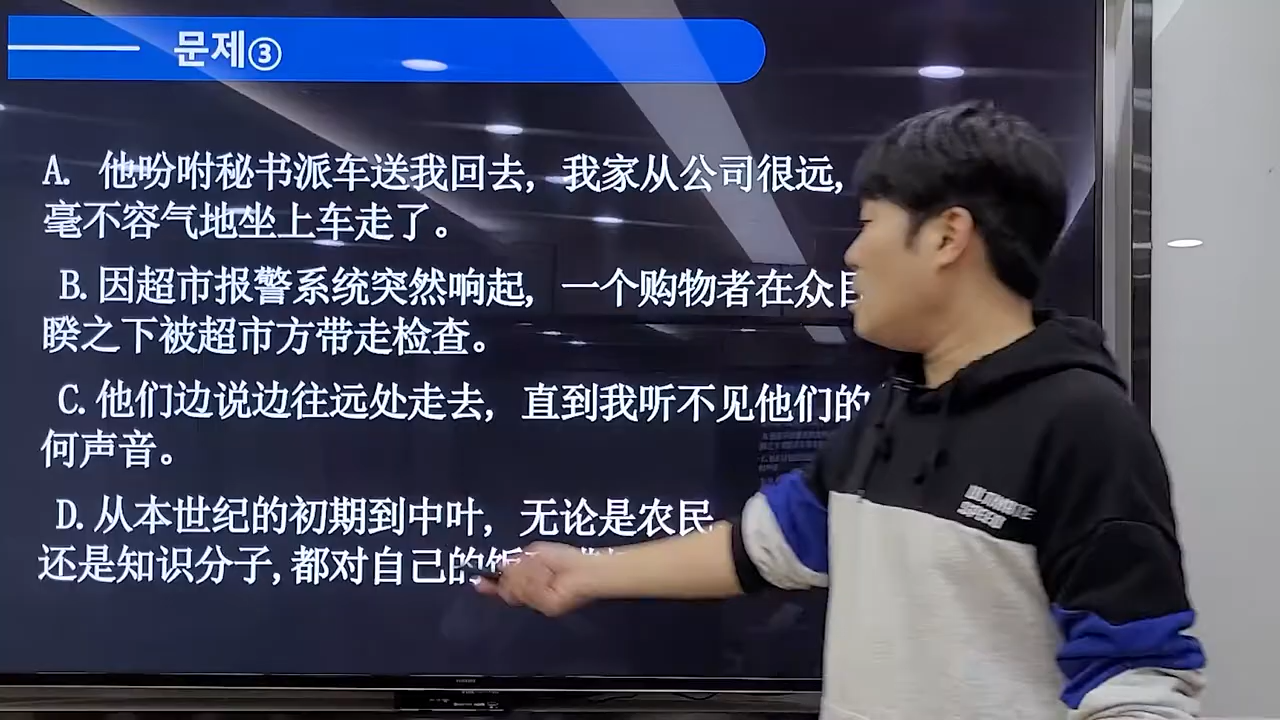 문제③
A. 他吩咐秘书派车送我回去, 我家从公司很远,
毫不容气地坐上车走了。
B. 因超市报警系统突然响起, 一个购物者在众目
睽之下被超市方带走检查。
C. 他们边说边往远处走去, 直到我听不见他们的
何声音。
D. 从本世纪的初期到中叶, 无论是农民
还是知识分子, 都对自己的饭